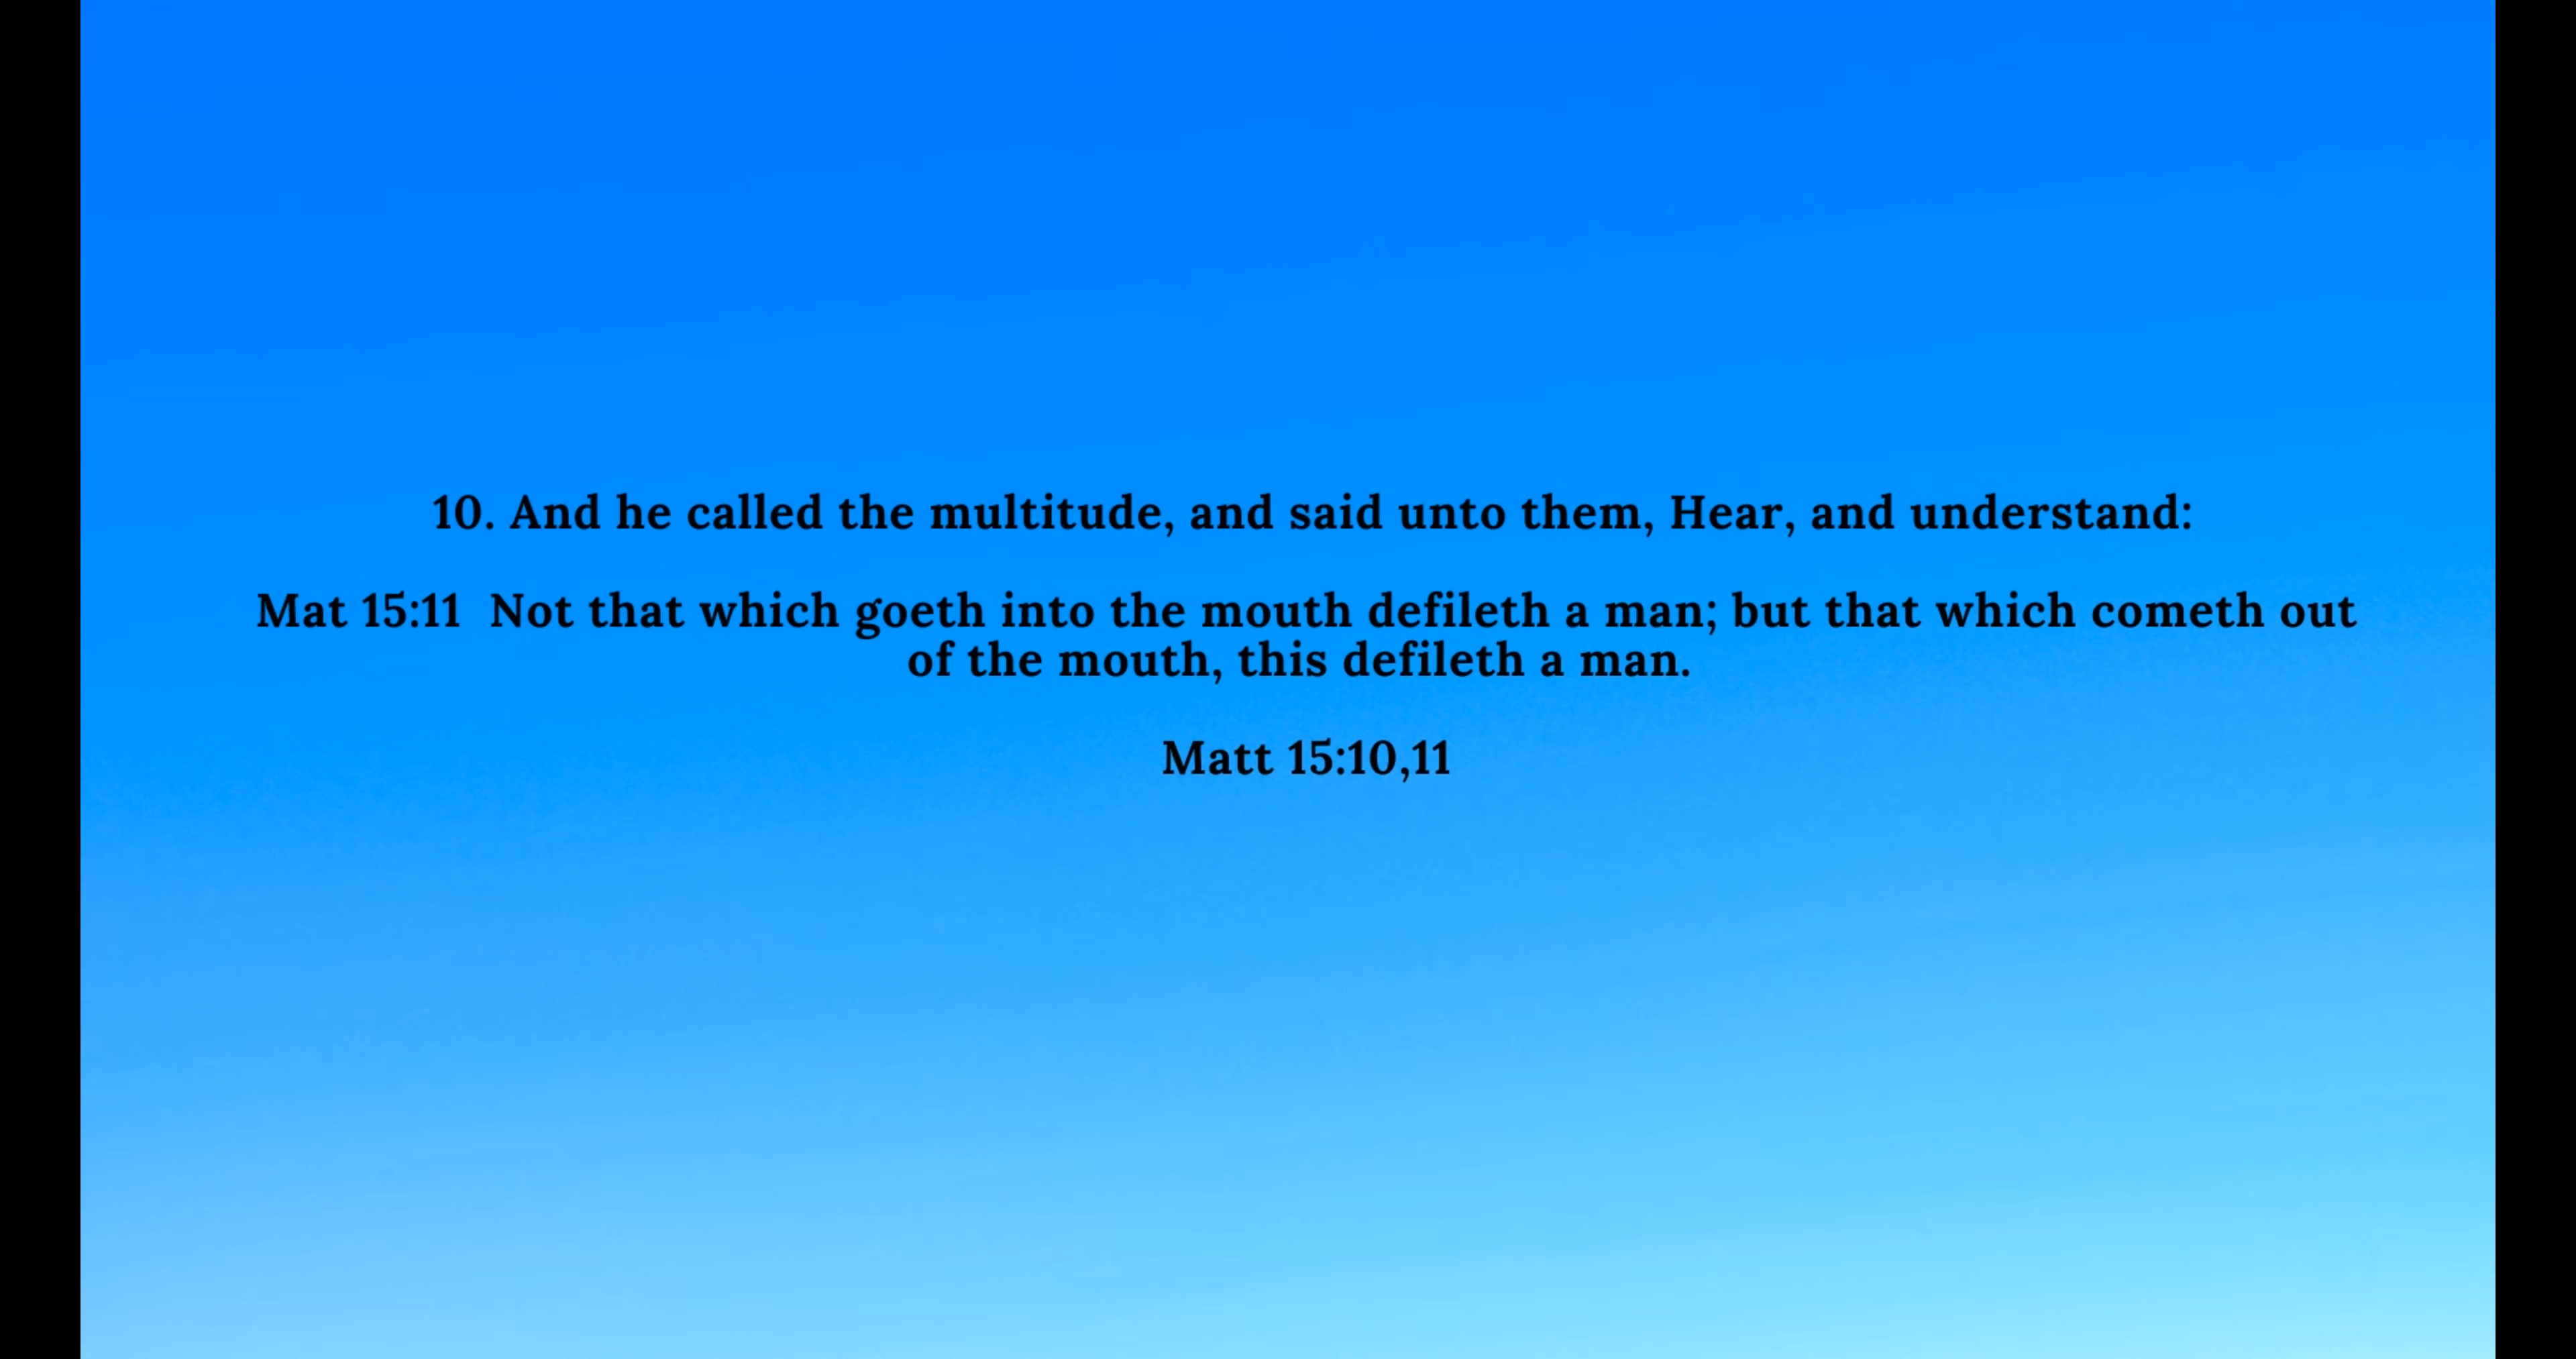 10. And he called the multitude, and said unto them, Hear, and understand:
Mat 15:11  Not that which goeth into the mouth defileth a man; but that which cometh out
of the mouth, this defileth a man.
Matt 15:10,11